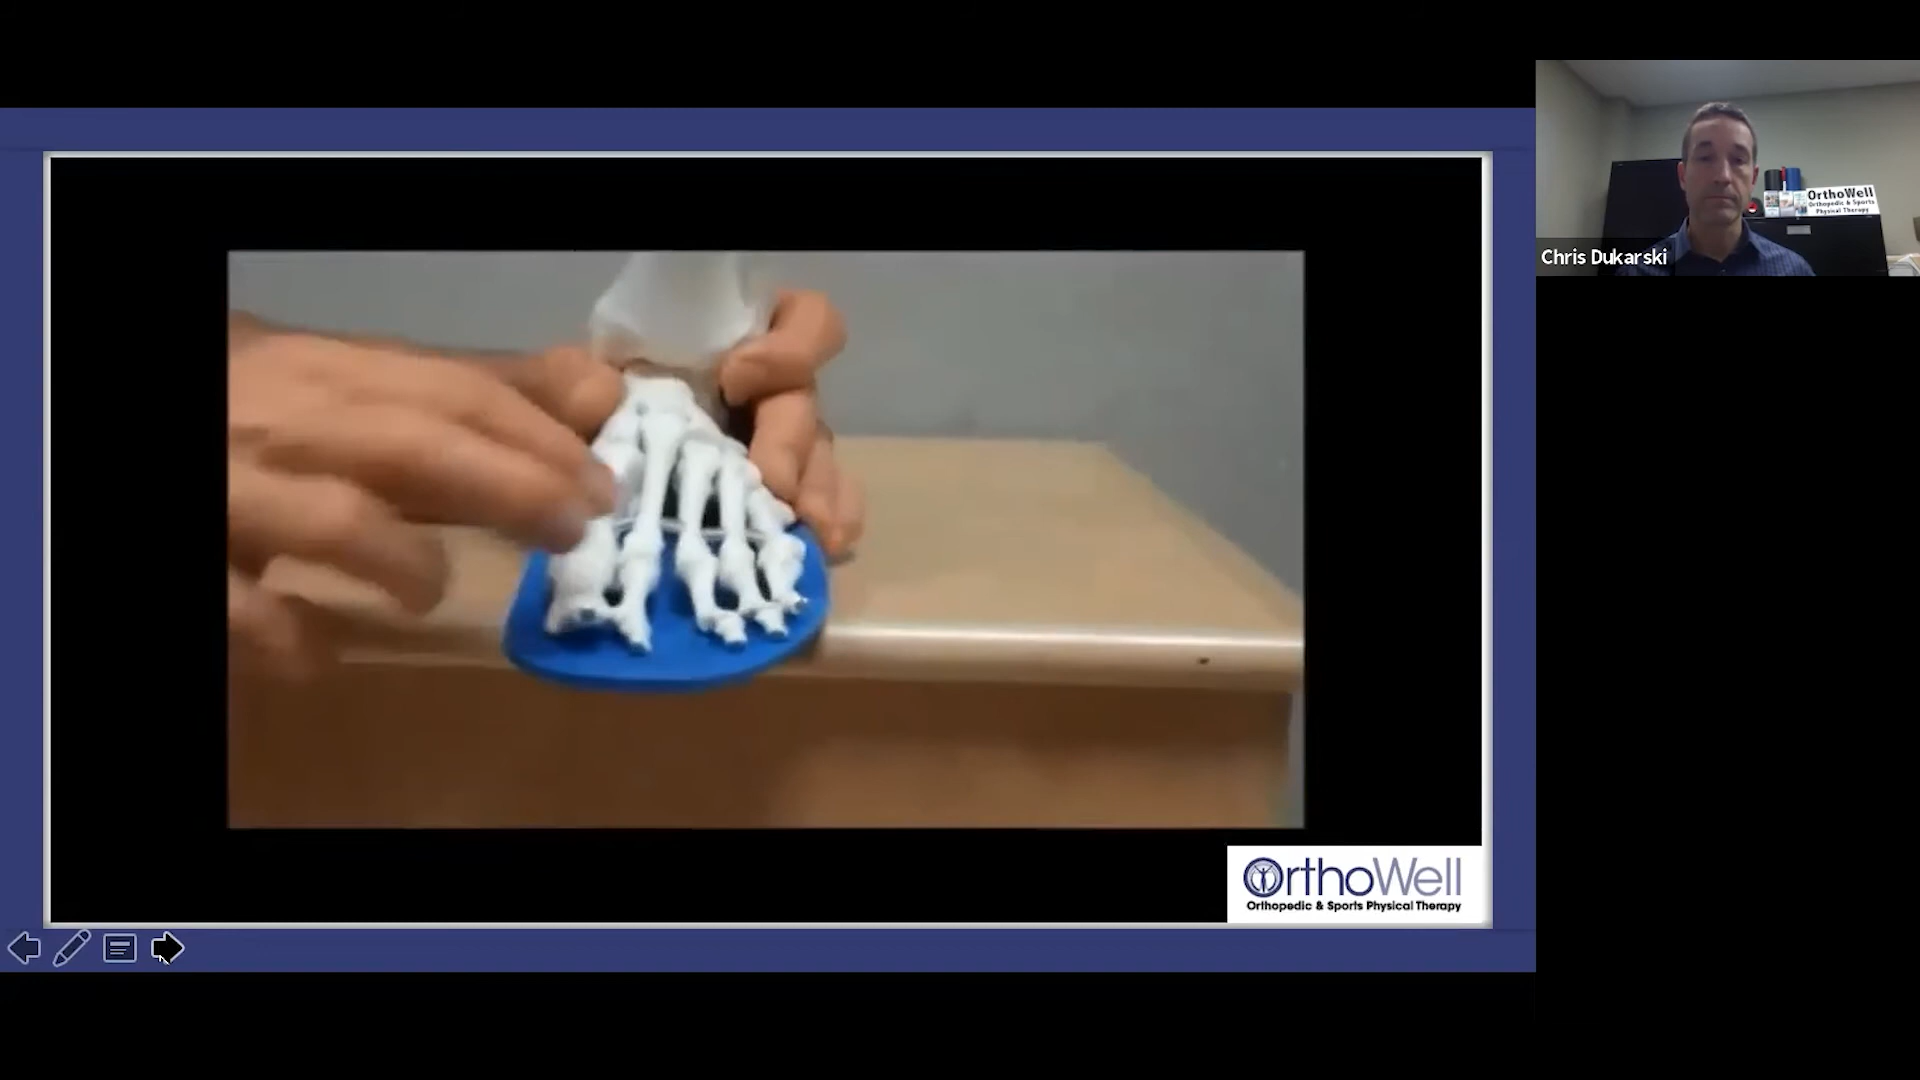 OrthoWell
Orthopedic & Sports
Physical Therapy
Chris Dukarski
OrthoWell
Orthopedic & Sports Physical Therapy